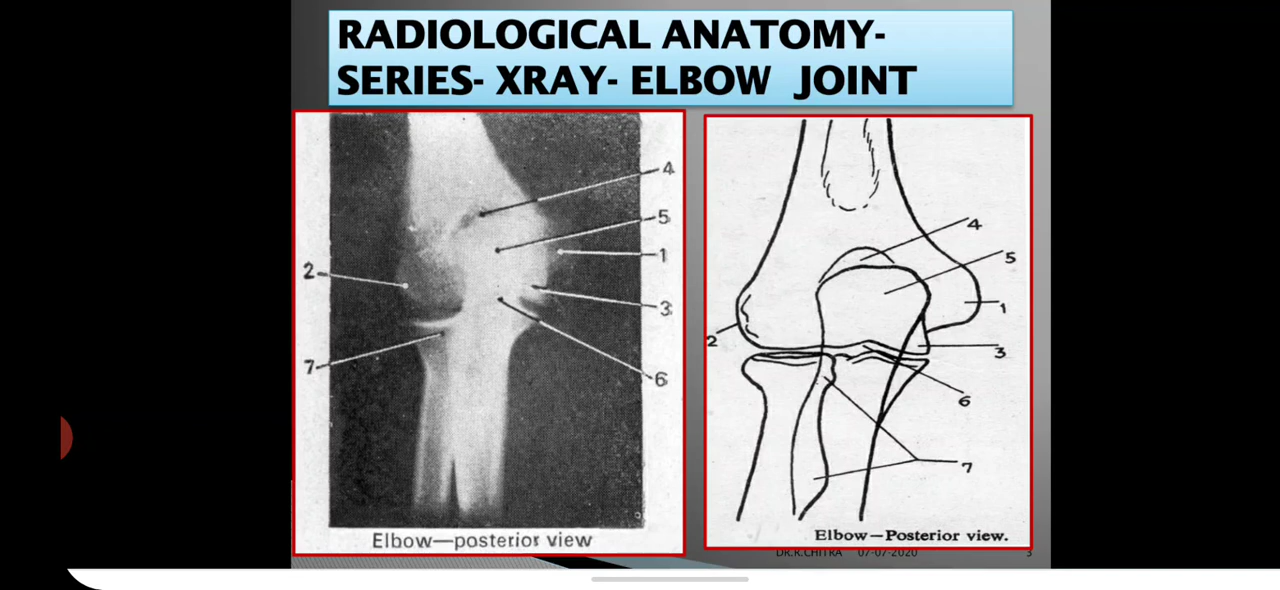 RADIOLOGICAL ANATOMY-
SERIES- XRAY- ELBOW JOINT
4
5
1
2
3
7
6
Elbow—posterior view
4
5
1
2
3
6
7
Elbow—Posterior view.
DR.R.CHITRA 07-07-2020 3